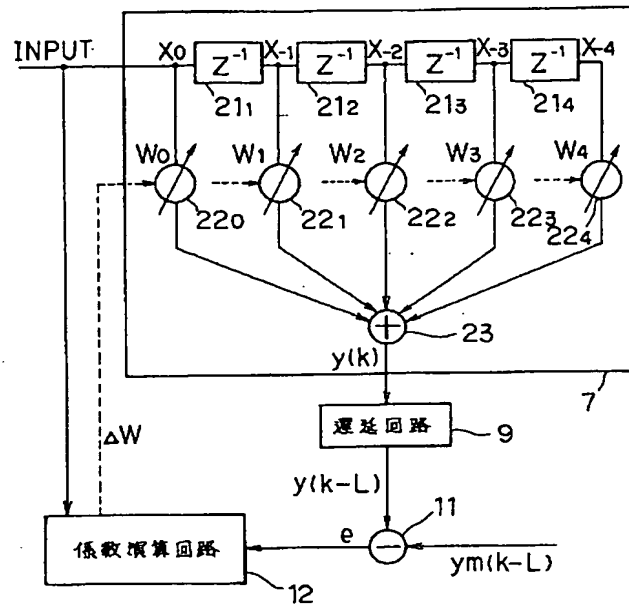 INPUT X0 Z-1 X-1 Z-1 X-2 Z-1 X-3 Z-1 X-4
211 212 213 214
W0 W1 W2 W3 W4
220 221 222 223 224
+ 23
y(k)
7
遅延回路 9
ΔW
y(k-L)
11
e −
係数演算回路 ym(k-L)
12